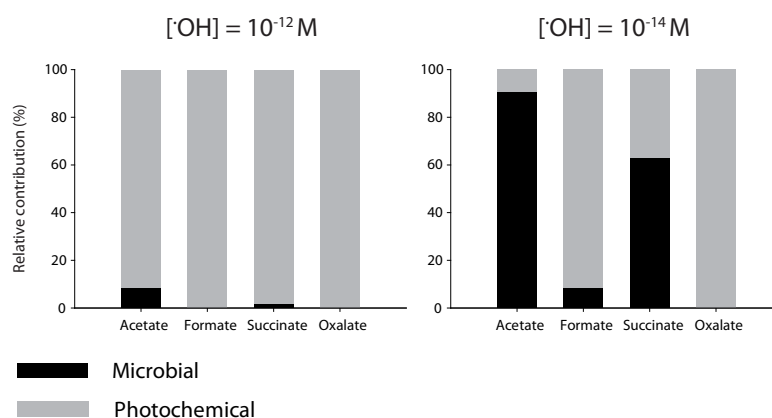 [·OH] = 10⁻¹² M
[·OH] = 10⁻¹⁴ M
Relative contribution (%)
100
80
60
40
20
0
Acetate Formate Succinate Oxalate
100
80
60
40
20
0
Acetate Formate Succinate Oxalate
Microbial
Photochemical